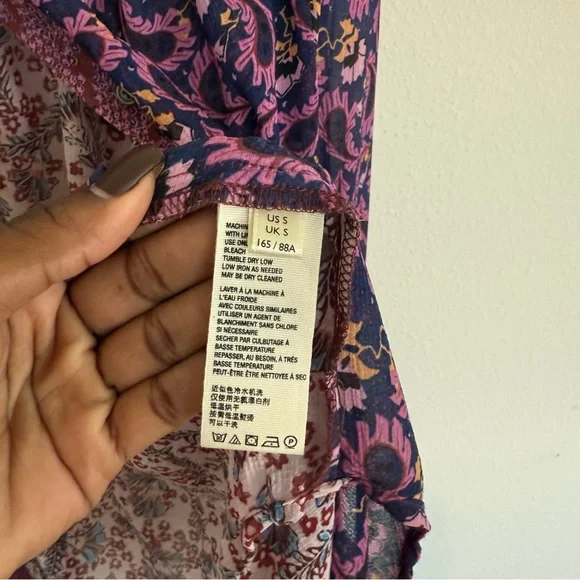 US S
UK S
165 / 88A
MACHIN
WITH LI
USE ONL
BLEACH
TUMBLE DRY LOW
LOW IRON AS NEEDED
MAY BE DRY CLEANED
LAVER À LA MACHINE À
L'EAU FROIDE
AVEC COULEURS SIMILAIRES
UTILISER UN AGENT DE
BLANCHIMENT SANS CHLORE
SI NÉCESSAIRE
SECHER PAR CULBUTAGE À
BASSE TEMPÉRATURE
REPASSER, AU BESOIN, À TRÉS
BASSE TEMPÉRATURE
PEUT-ÊTRE ÊTRE NETTOYÉE À SEC
近似色冷水机洗
仅使用无氯漂白剂
低温烘干
按需低温熨烫
可以干洗